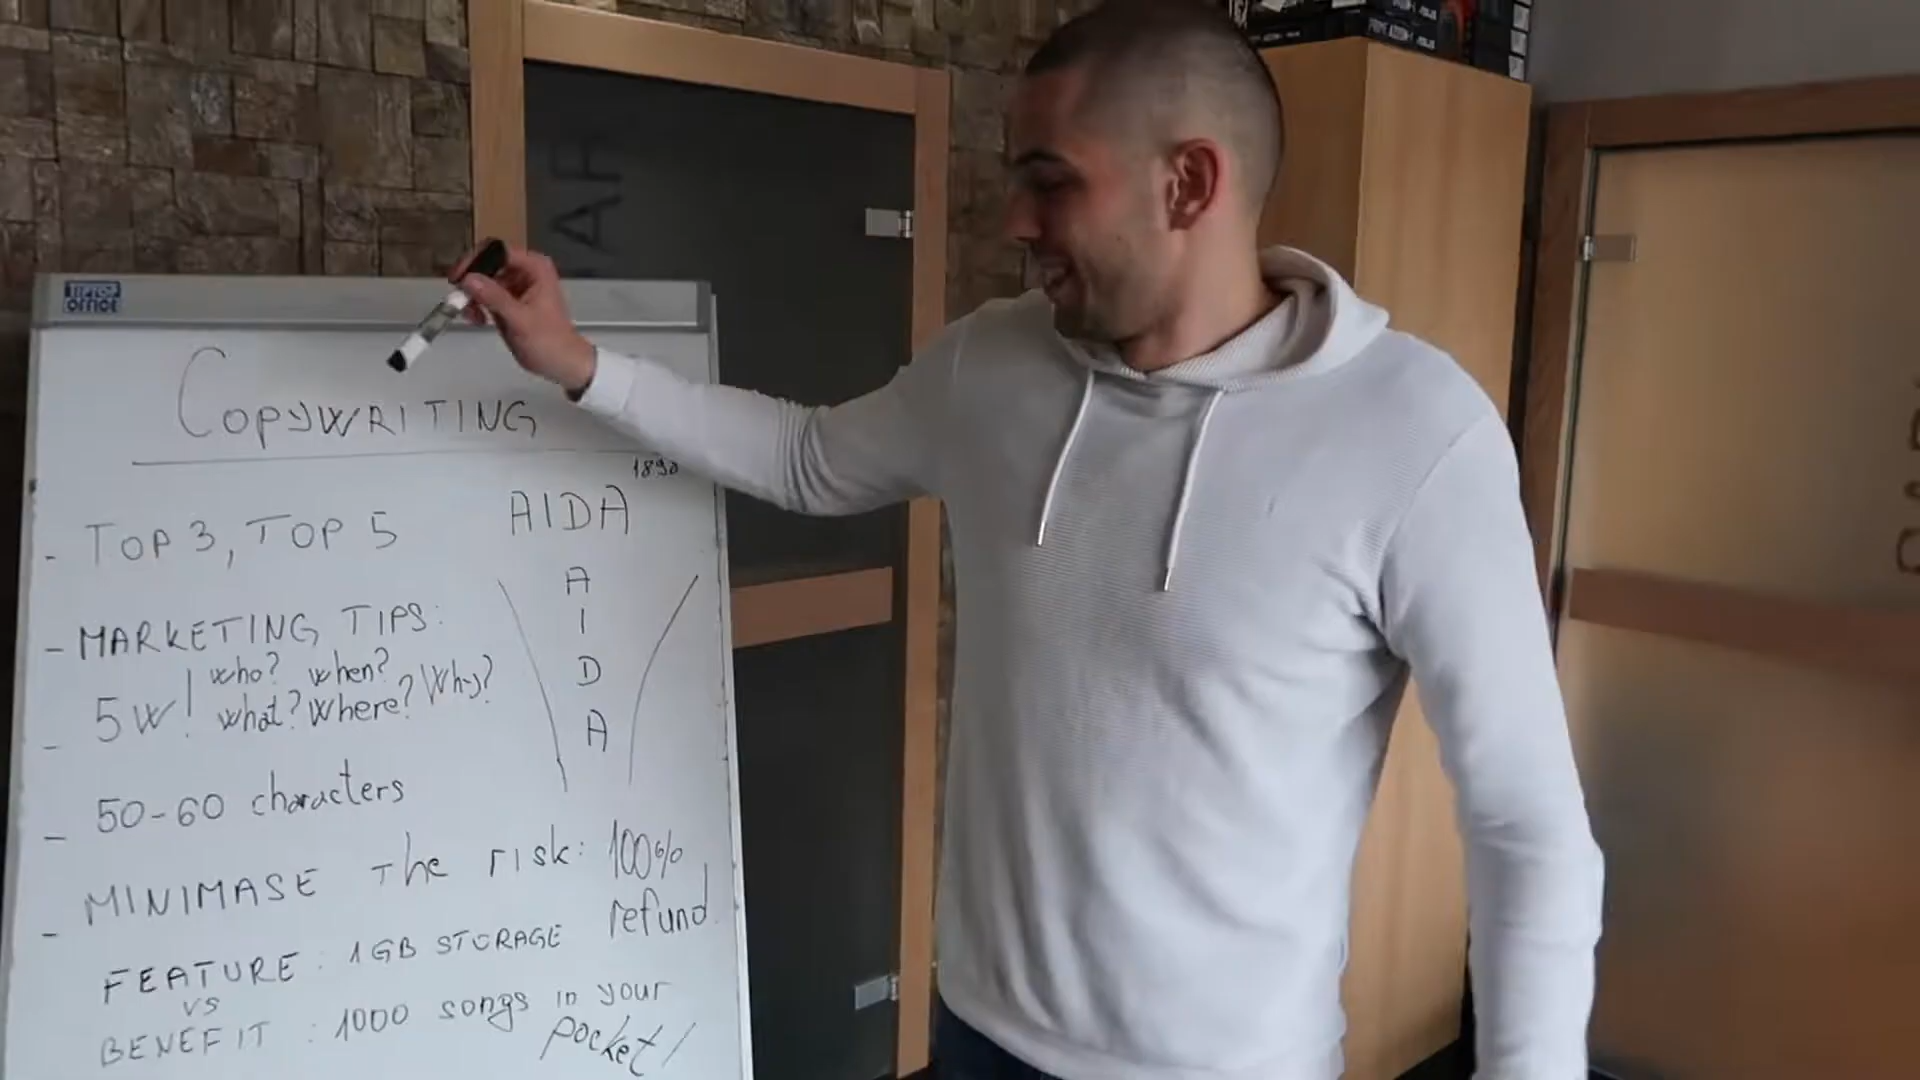 TIPTOP
OFFICE
COPYWRITING
1890
- TOP 3, TOP 5
AIDA
A
I
D
A
- MARKETING TIPS:
5W! who? when?
what? Where? Why?
- 50-60 characters
- MINIMASE The risk: 100%
refund
- FEATURE: 1GB STORAGE
vs
BENEFIT: 1000 songs in your
pocket!